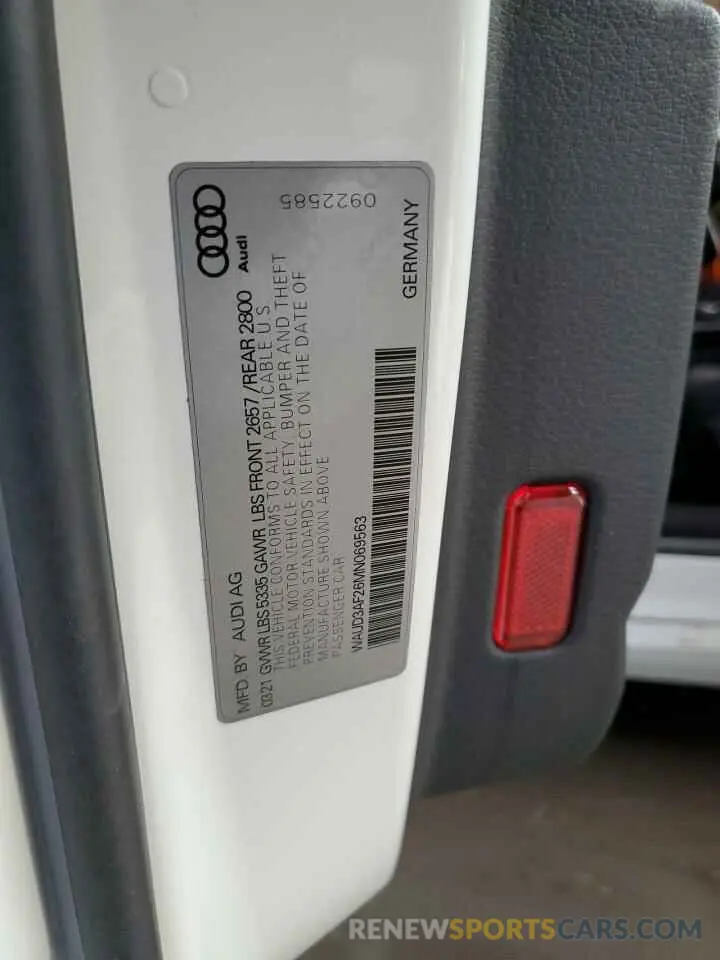 0922585
Audi
MFD. BY AUDI AG
03.21 GVWR LBS 5335 GAWR LBS FRONT 2657 / REAR 2800
THIS VEHICLE CONFORMS TO ALL APPLICABLE U S
FEDERAL MOTOR VEHICLE SAFETY, BUMPER AND THEFT
PREVENTION STANDARDS IN EFFECT ON THE DATE OF
MANUFACTURE SHOWN ABOVE
PASSENGER CAR
WAUD3AF26MN069563
GERMANY
RENEWSPORTSCARS.COM